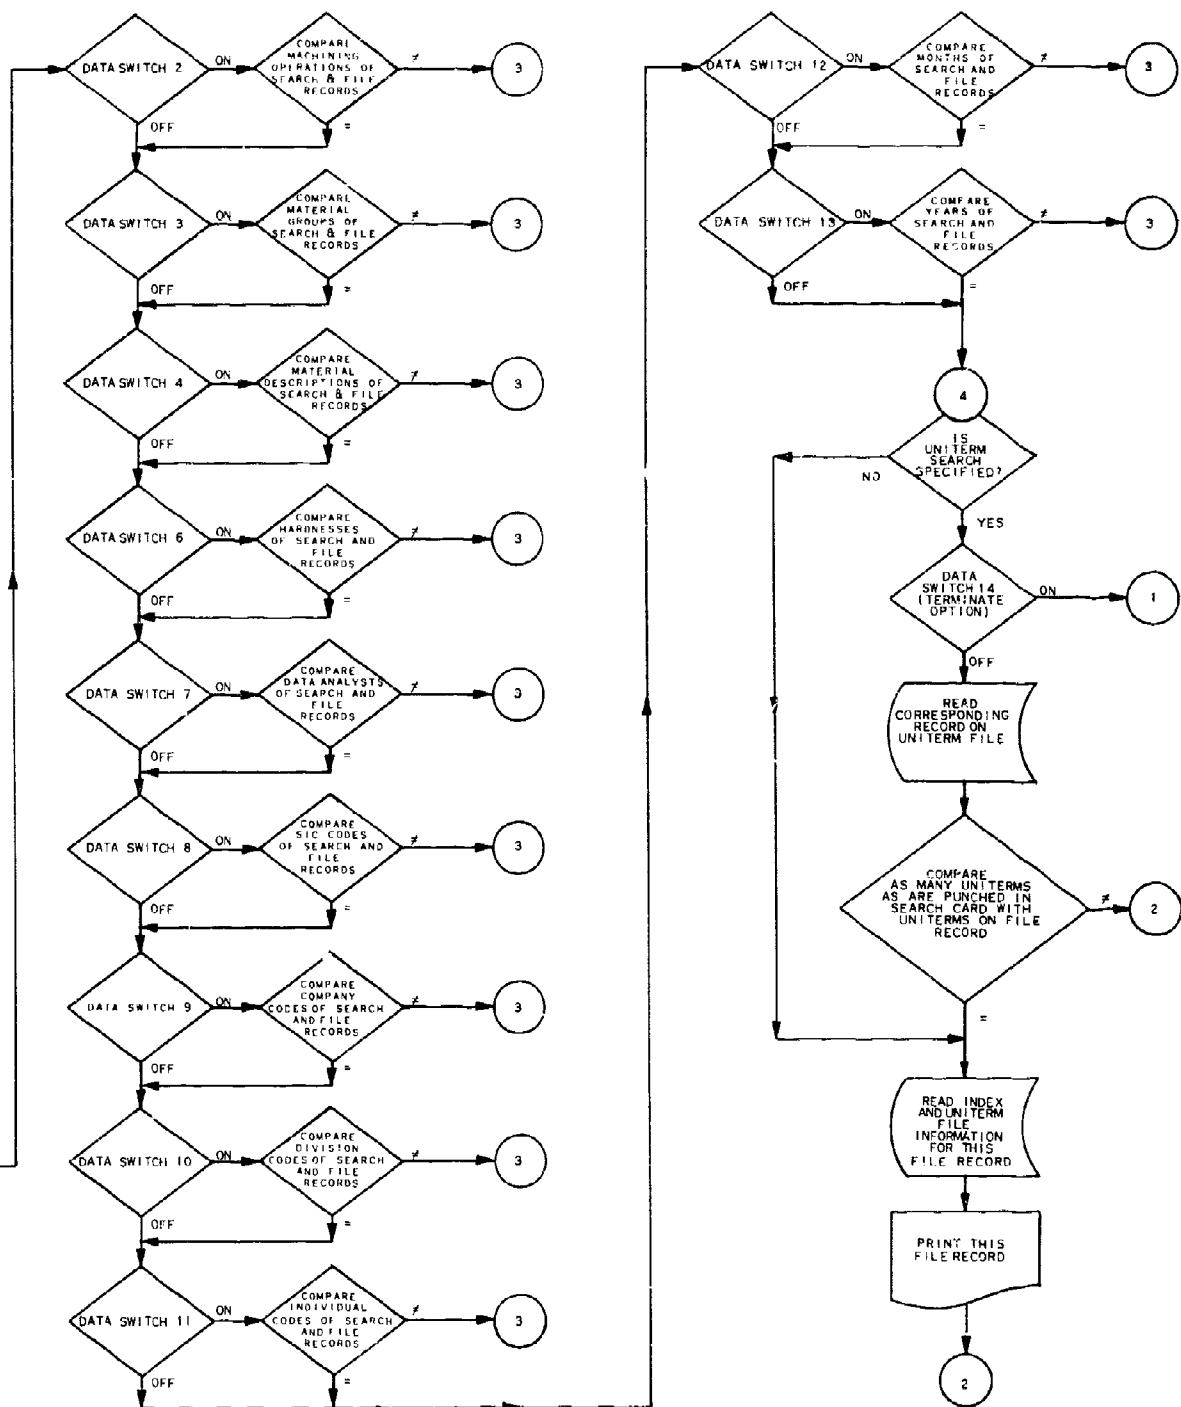 DATA SWITCH 2
ON
COMPARE
MACHINING
OPERATIONS OF
SEARCH & FILE
RECORDS
≠
3
OFF
=
DATA SWITCH 3
ON
COMPARE
MATERIAL
GROUPS OF
SEARCH & FILE
RECORDS
≠
3
OFF
=
DATA SWITCH 4
ON
COMPARE
MATERIAL
DESCRIPTIONS OF
SEARCH & FILE
RECORDS
≠
3
OFF
=
DATA SWITCH 6
ON
COMPARE
HARDNESSES
OF SEARCH AND
FILE
RECORDS
≠
3
OFF
=
DATA SWITCH 7
ON
COMPARE
DATA ANALYSTS
OF SEARCH AND
FILE
RECORDS
≠
3
OFF
=
DATA SWITCH 8
ON
COMPARE
SIC CODES
OF SEARCH AND
FILE
RECORDS
≠
3
OFF
=
DATA SWITCH 9
ON
COMPARE
COMPANY
CODES OF SEARCH
AND FILE
RECORDS
≠
3
OFF
=
DATA SWITCH 10
ON
COMPARE
DIVISION
CODES OF SEARCH
AND FILE
RECORDS
≠
3
OFF
=
DATA SWITCH 11
ON
COMPARE
INDIVIDUAL
CODES OF SEARCH
AND FILE
RECORDS
≠
3
OFF
=
DATA SWITCH 12
ON
COMPARE
MONTHS OF
SEARCH AND
FILE
RECORDS
≠
3
OFF
=
DATA SWITCH 13
ON
COMPARE
YEARS OF
SEARCH AND
FILE
RECORDS
≠
3
OFF
=
4
IS
UNITERM
SEARCH
SPECIFIED?
NO
YES
DATA
SWITCH 14
(TERMINATE
OPTION)
ON
1
OFF
READ
CORRESPONDING
RECORD ON
UNITERM FILE
COMPARE
AS MANY UNITERMS
AS ARE PUNCHED IN
SEARCH CARD WITH
UNITERMS ON FILE
RECORD
≠
2
=
READ INDEX
AND UNITERM
FILE
INFORMATION
FOR THIS
FILE RECORD
PRINT THIS
FILE RECORD
2